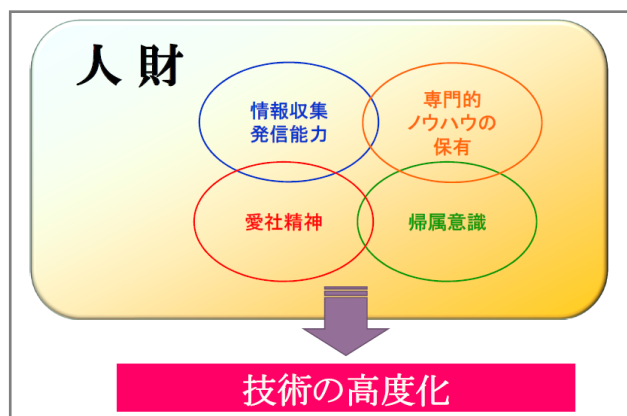 人財
情報収集
発信能力
専門的
ノウハウの
保有
愛社精神
帰属意識
技術の高度化